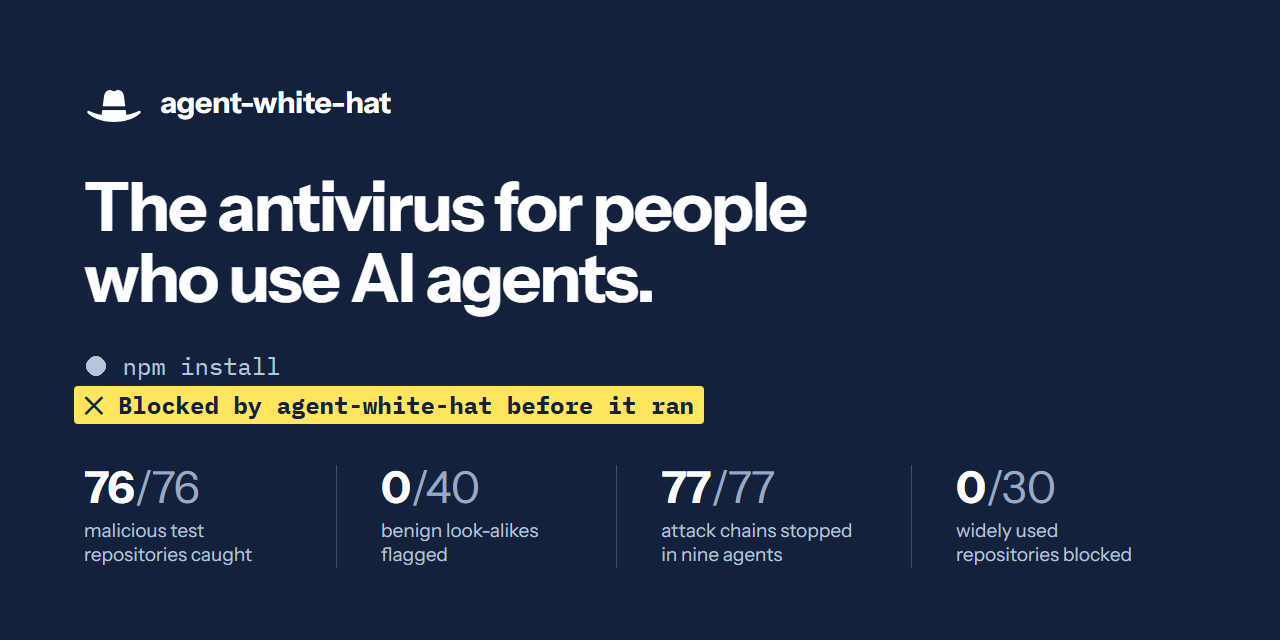 agent-white-hat
The antivirus for people
who use AI agents.
npm install
Blocked by agent-white-hat before it ran
76/76
malicious test
repositories caught
0/40
benign look-alikes
flagged
77/77
attack chains stopped
in nine agents
0/30
widely used
repositories blocked